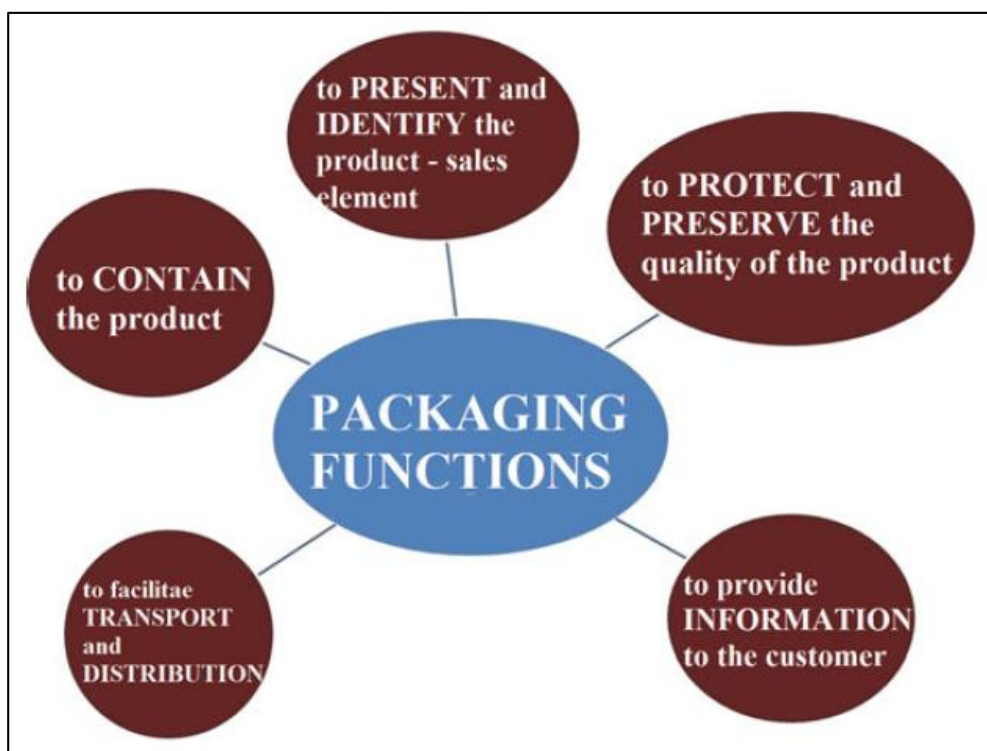 to PRESENT and
IDENTIFY the
product - sales
element
to PROTECT and
PRESERVE the
quality of the product
to CONTAIN
the product
PACKAGING
FUNCTIONS
to facilitae
TRANSPORT
and
DISTRIBUTION
to provide
INFORMATION
to the customer